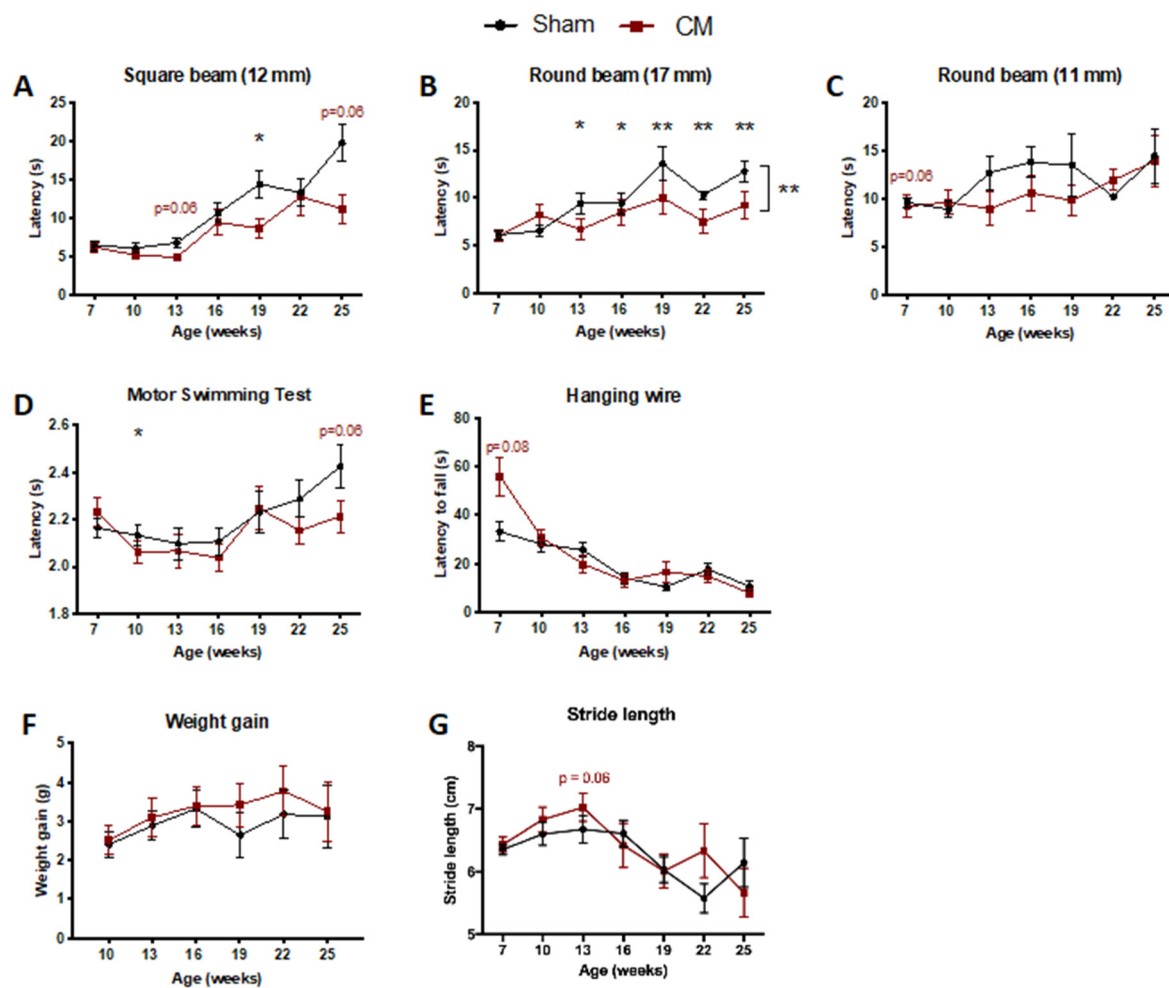 Sham CM
A Square beam (12 mm)
Latency (s)
25
20
15
10
5
0
p=0.06
*
p=0.06
7 10 13 16 19 22 25
Age (weeks)
B Round beam (17 mm)
Latency (s)
20
15
10
5
0
* * ** ** **
**
7 10 13 16 19 22 25
Age (weeks)
C Round beam (11 mm)
Latency (s)
20
15
10
5
0
p=0.06
7 10 13 16 19 22 25
Age (weeks)
D Motor Swimming Test
Latency (s)
2.6
2.4
2.2
2.0
1.8
*
p=0.06
7 10 13 16 19 22 25
Age (weeks)
E Hanging wire
Latency to fall (s)
80
60
40
20
0
p=0.08
7 10 13 16 19 22 25
Age (weeks)
F Weight gain
Weight gain (g)
5
4
3
2
1
0
10 13 16 19 22 25
Age (weeks)
G Stride length
Stride length (cm)
8
7
6
5
p = 0.06
7 10 13 16 19 22 25
Age (weeks)